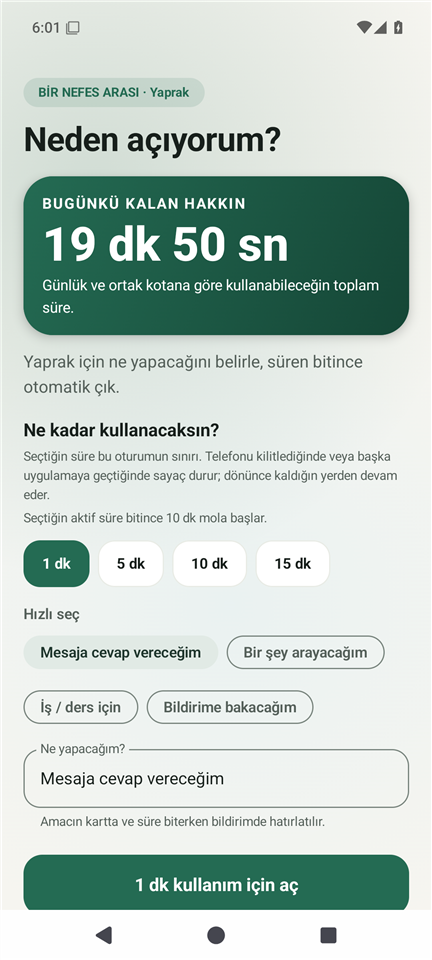 6:01
BİR NEFES ARASI · Yaprak
Neden açıyorum?
BUGÜNKÜ KALAN HAKKIN
19 dk 50 sn
Günlük ve ortak kotana göre kullanabileceğin toplam
süre.
Yaprak için ne yapacağını belirle, süren bitince
otomatik çık.
Ne kadar kullanacaksın?
Seçtiğin süre bu oturumun sınırı. Telefonu kilitlediğinde veya başka
uygulamaya geçtiğinde sayaç durur; dönünce kaldığın yerden devam
eder.
Seçtiğin aktif süre bitince 10 dk mola başlar.
1 dk 5 dk 10 dk 15 dk
Hızlı seç
Mesaja cevap vereceğim Bir şey arayacağım
İş / ders için Bildirime bakacağım
Ne yapacağım?
Mesaja cevap vereceğim
Amacın kartta ve süre biterken bildirimde hatırlatılır.
1 dk kullanım için aç